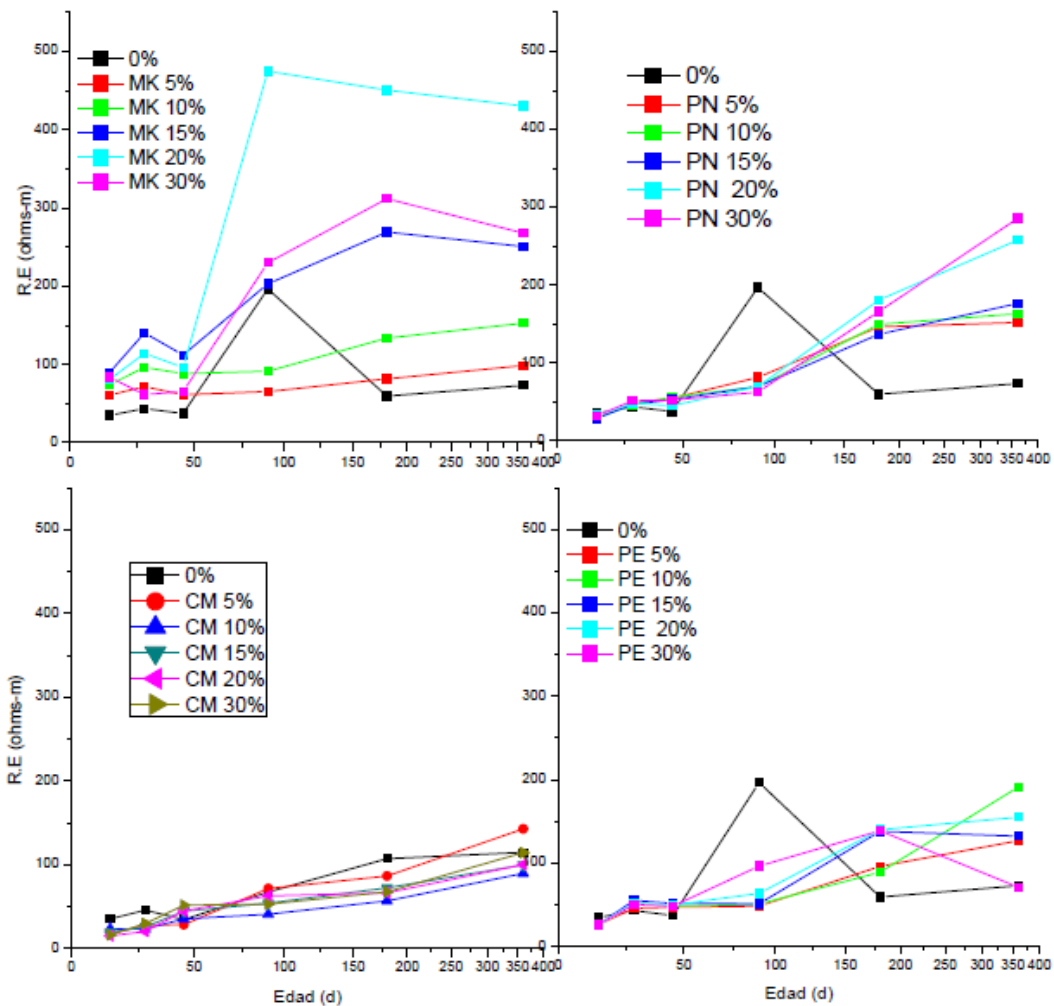 500
400
300
200
100
0
R.E (ohms-m)
0%
MK 5%
MK 10%
MK 15%
MK 20%
MK 30%
0
50
100
150
200
250
300
350
400
500
400
300
200
100
0
0%
PN 5%
PN 10%
PN 15%
PN 20%
PN 30%
50
100
150
200
250
300
350
400
500
400
300
200
100
0
R.E (ohms-m)
0%
CM 5%
CM 10%
CM 15%
CM 20%
CM 30%
0
50
100
150
200
250
300
350
400
Edad (d)
500
400
300
200
100
0
0%
PE 5%
PE 10%
PE 15%
PE 20%
PE 30%
0
50
100
150
200
250
300
350
400
Edad (d)